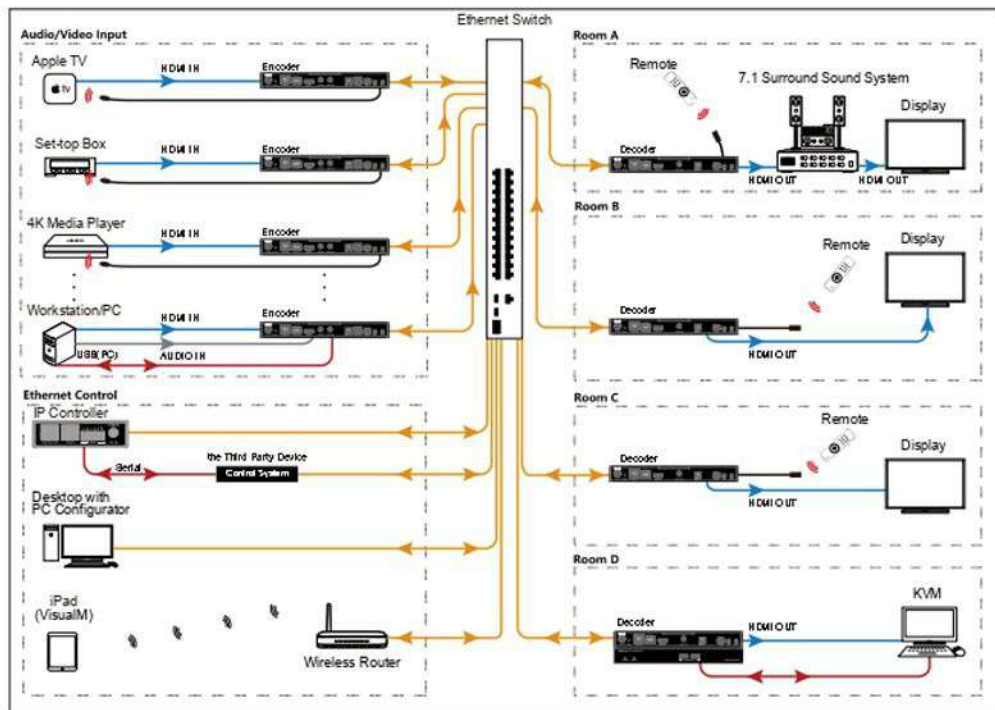 Ethernet Switch
Audio/Video Input
Apple TV
HDMI IN
Encoder
tv
Set-top Box
HDMI IN
Encoder
4K Media Player
HDMI IN
Encoder
Workstation/PC
HDMI IN
Encoder
USB(PC)
AUDIO IN
Ethernet Control
IP Controller
Serial
the Third Party Device
Control System
Desktop with
PC Configurator
iPad
(VisualM)
Wireless Router
Room A
Remote
7.1 Surround Sound System
Display
Decoder
HDMI OUT
HDMI OUT
Room B
Remote
Display
Decoder
HDMI OUT
Room C
Remote
Display
Decoder
HDMI OUT
Room D
KVM
Decoder
HDMI OUT